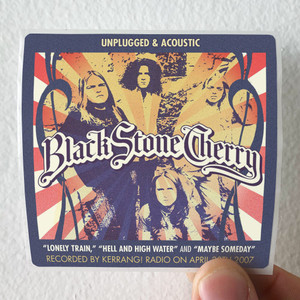 UNPLUGGED & ACOUSTIC
Black Stone Cherry
"LONELY TRAIN," "HELL AND HIGH WATER" AND "MAYBE SOMEDAY"
RECORDED BY KERRANG! RADIO ON APRIL 2007